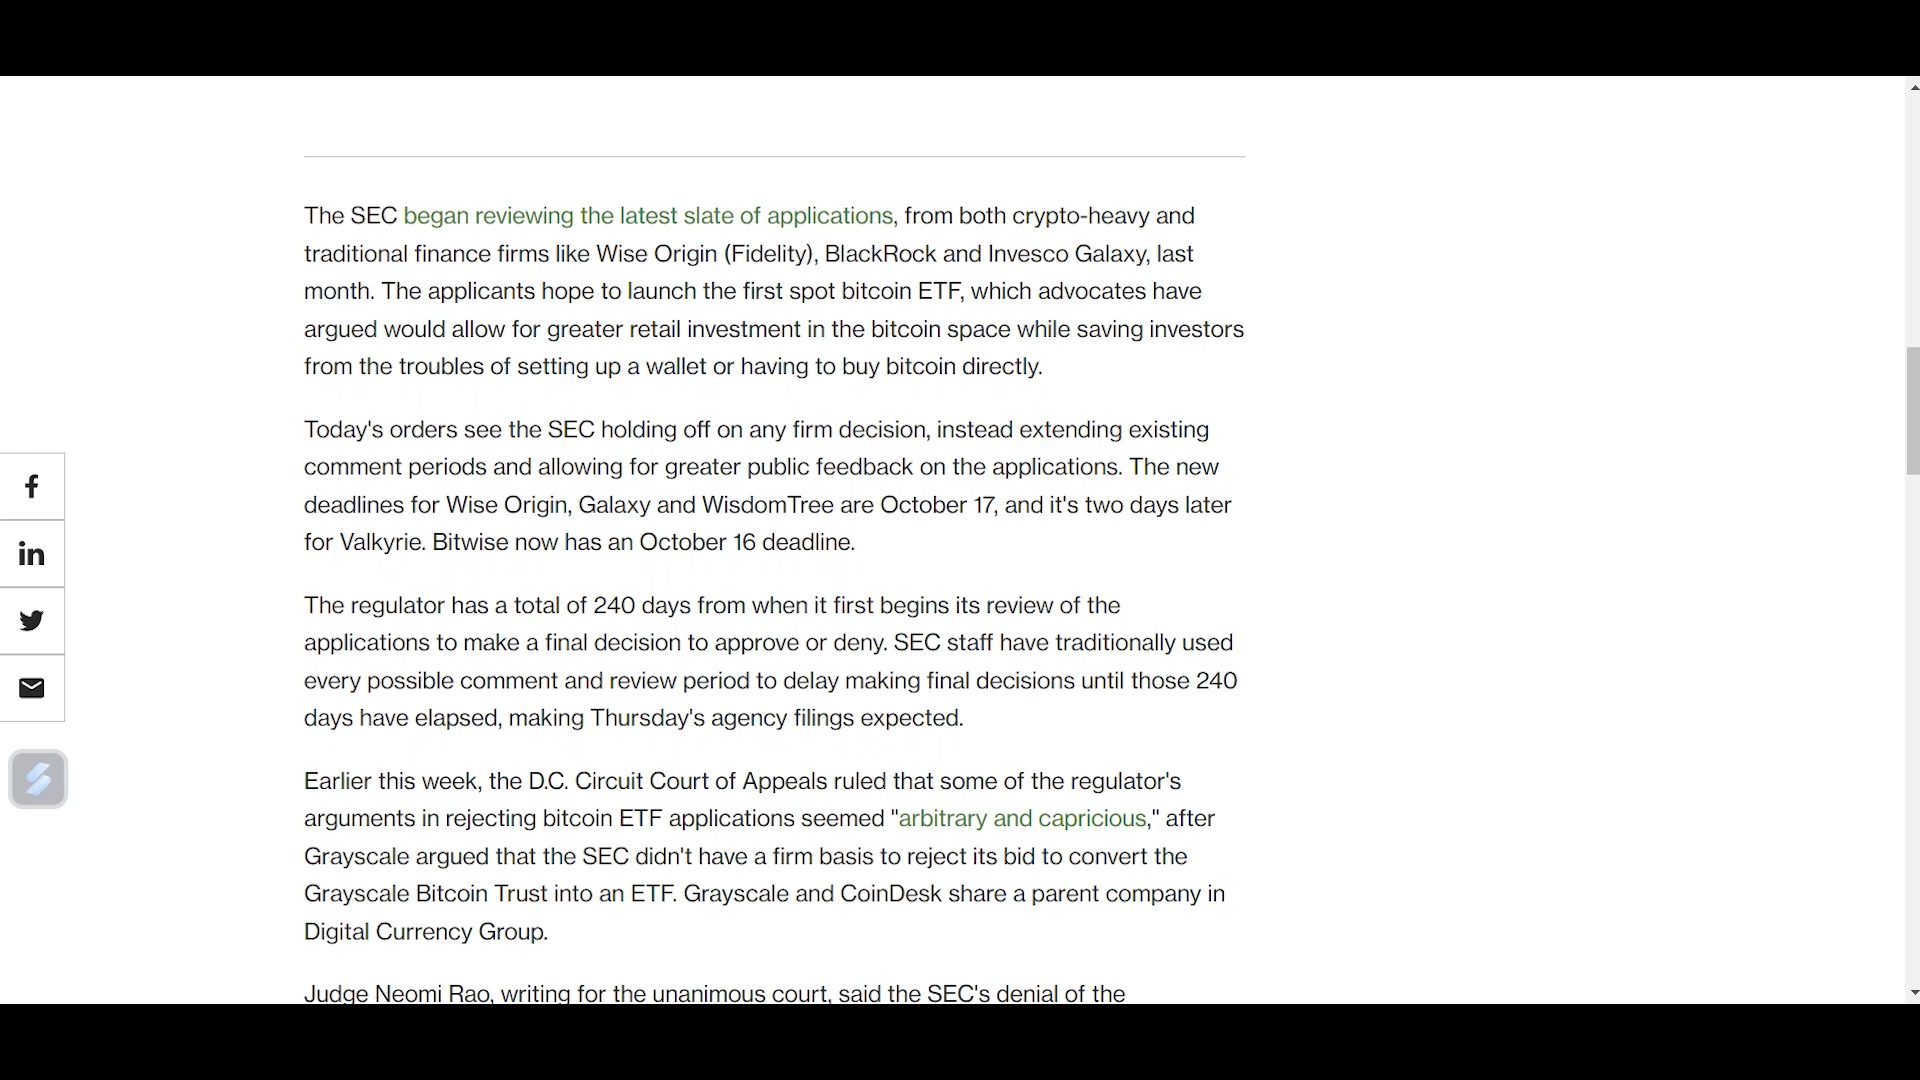 The SEC began reviewing the latest slate of applications, from both crypto-heavy and
traditional finance firms like Wise Origin (Fidelity), BlackRock and Invesco Galaxy, last
month. The applicants hope to launch the first spot bitcoin ETF, which advocates have
argued would allow for greater retail investment in the bitcoin space while saving investors
from the troubles of setting up a wallet or having to buy bitcoin directly.
Today's orders see the SEC holding off on any firm decision, instead extending existing
comment periods and allowing for greater public feedback on the applications. The new
deadlines for Wise Origin, Galaxy and WisdomTree are October 17, and it's two days later
for Valkyrie. Bitwise now has an October 16 deadline.
The regulator has a total of 240 days from when it first begins its review of the
applications to make a final decision to approve or deny. SEC staff have traditionally used
every possible comment and review period to delay making final decisions until those 240
days have elapsed, making Thursday's agency filings expected.
Earlier this week, the D.C. Circuit Court of Appeals ruled that some of the regulator's
arguments in rejecting bitcoin ETF applications seemed "arbitrary and capricious," after
Grayscale argued that the SEC didn't have a firm basis to reject its bid to convert the
Grayscale Bitcoin Trust into an ETF. Grayscale and CoinDesk share a parent company in
Digital Currency Group.
Judge Neomi Rao, writing for the unanimous court, said the SEC's denial of the